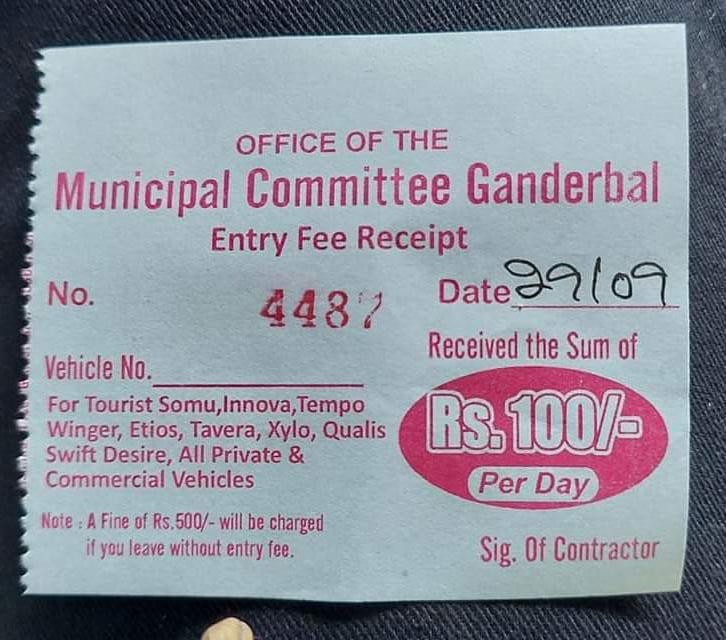 OFFICE OF THE
Municipal Committee Ganderbal
Entry Fee Receipt
No. 4487
Date 29/09
Vehicle No.
For Tourist Somu,Innova,Tempo
Winger, Etios, Tavera, Xylo, Qualis
Swift Desire, All Private &
Commercial Vehicles
Received the Sum of
Rs. 100/-
Per Day
Note : A Fine of Rs.500/- will be charged
if you leave without entry fee.
Sig. Of Contractor